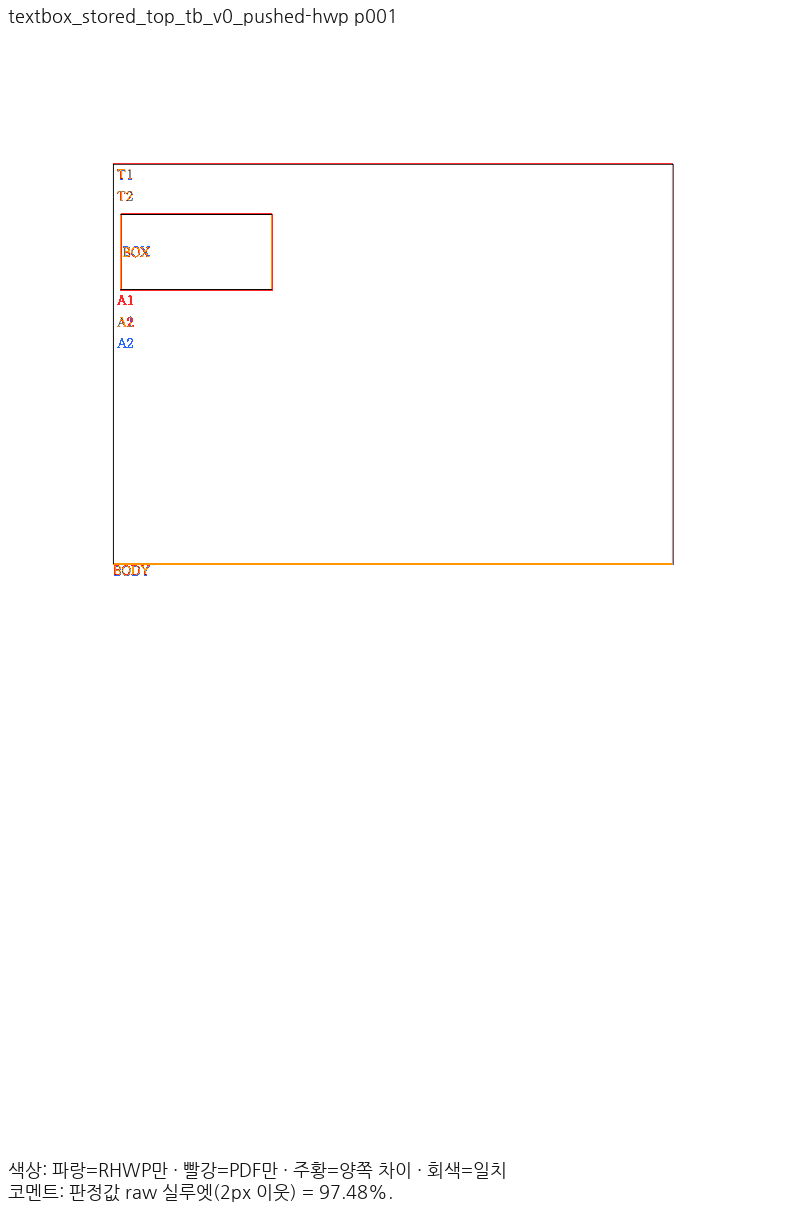 textbox_stored_top_tb_v0_pushed-hwp p001
T1
T2
BOX
A1
A2
A2
BODY
색상: 파랑=RHWP만 · 빨강=PDF만 · 주황=양쪽 차이 · 회색=일치
코멘트: 판정값 raw 실루엣(2px 이웃) = 97.48%.